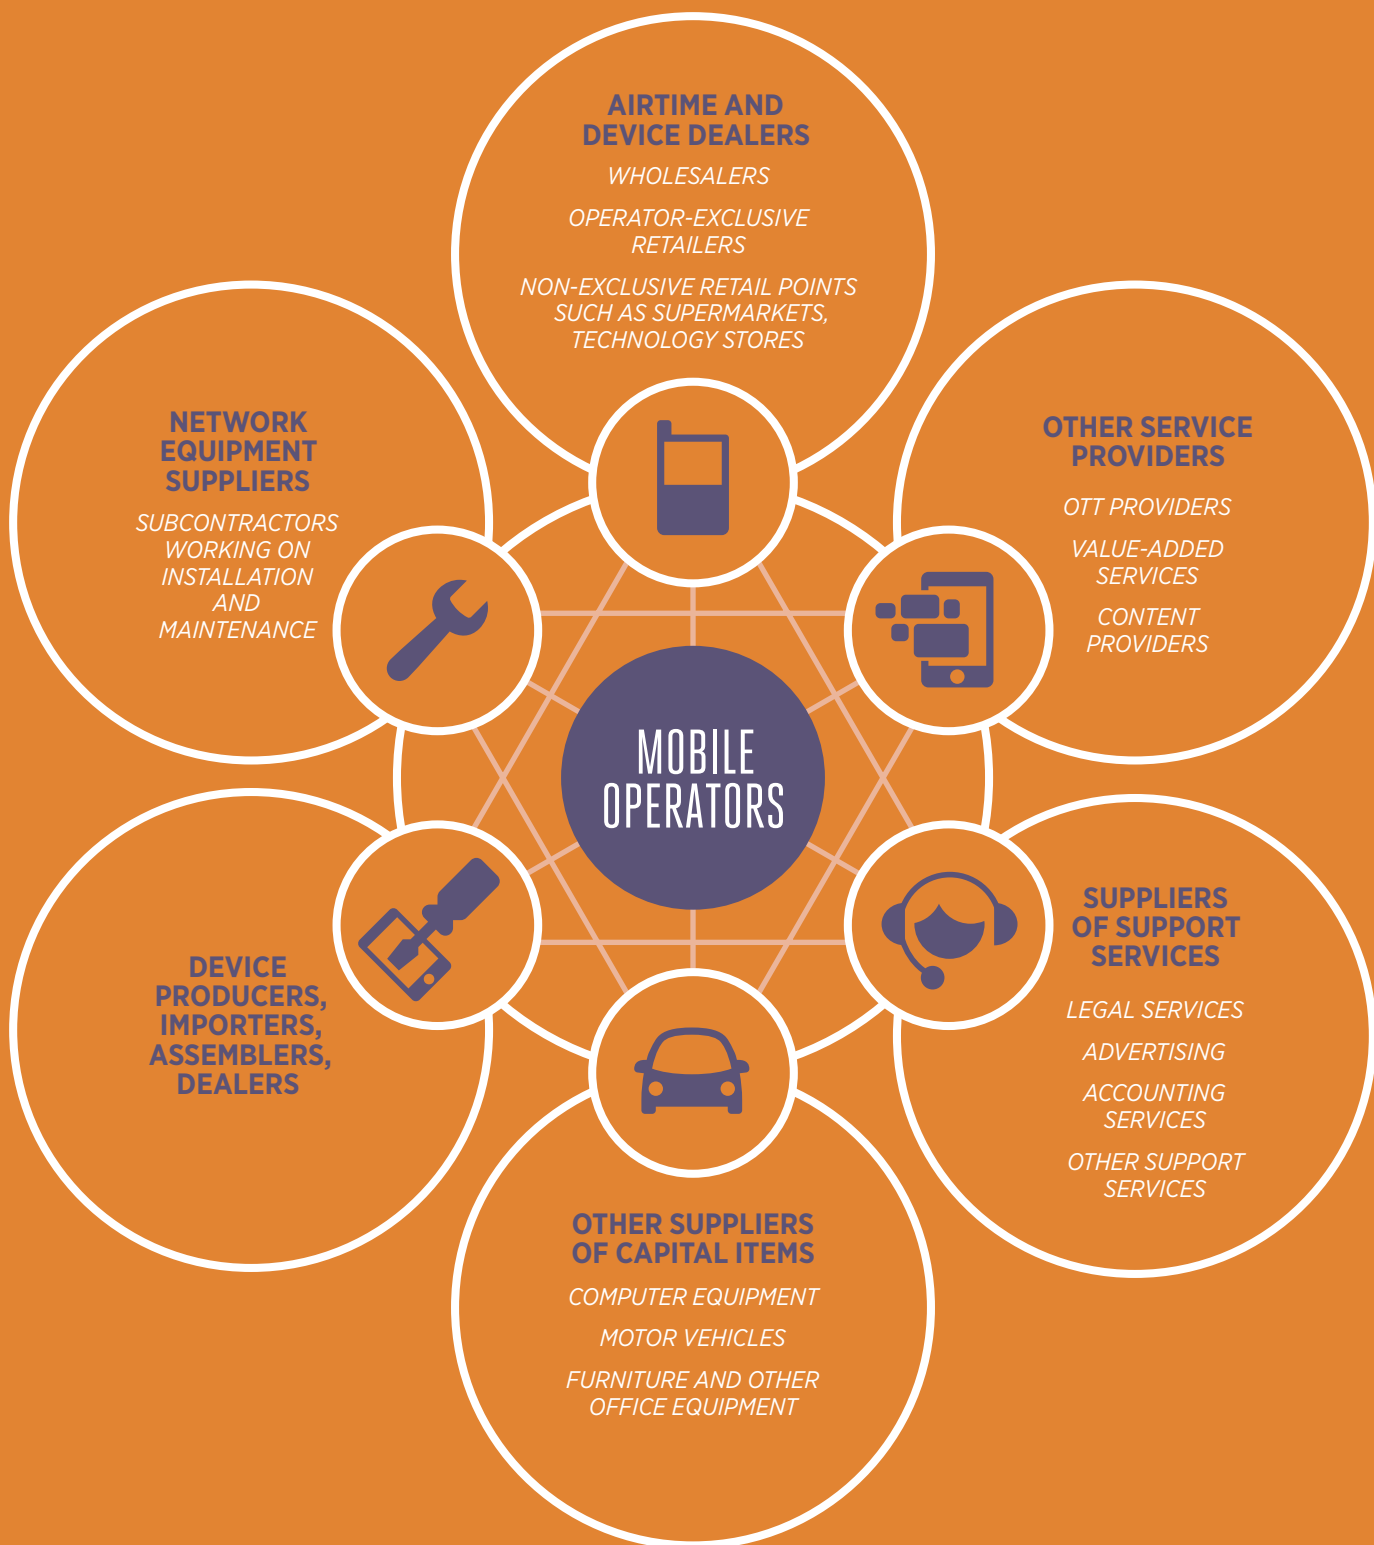 AIRTIME AND
DEVICE DEALERS
WHOLESALERS
OPERATOR-EXCLUSIVE
RETAILERS
NON-EXCLUSIVE RETAIL POINTS
SUCH AS SUPERMARKETS,
TECHNOLOGY STORES
NETWORK
EQUIPMENT
SUPPLIERS
SUBCONTRACTORS
WORKING ON
INSTALLATION
AND
MAINTENANCE
OTHER SERVICE
PROVIDERS
OTT PROVIDERS
VALUE-ADDED
SERVICES
CONTENT
PROVIDERS
MOBILE
OPERATORS
DEVICE
PRODUCERS,
IMPORTERS,
ASSEMBLERS,
DEALERS
SUPPLIERS
OF SUPPORT
SERVICES
LEGAL SERVICES
ADVERTISING
ACCOUNTING
SERVICES
OTHER SUPPORT
SERVICES
OTHER SUPPLIERS
OF CAPITAL ITEMS
COMPUTER EQUIPMENT
MOTOR VEHICLES
FURNITURE AND OTHER
OFFICE EQUIPMENT